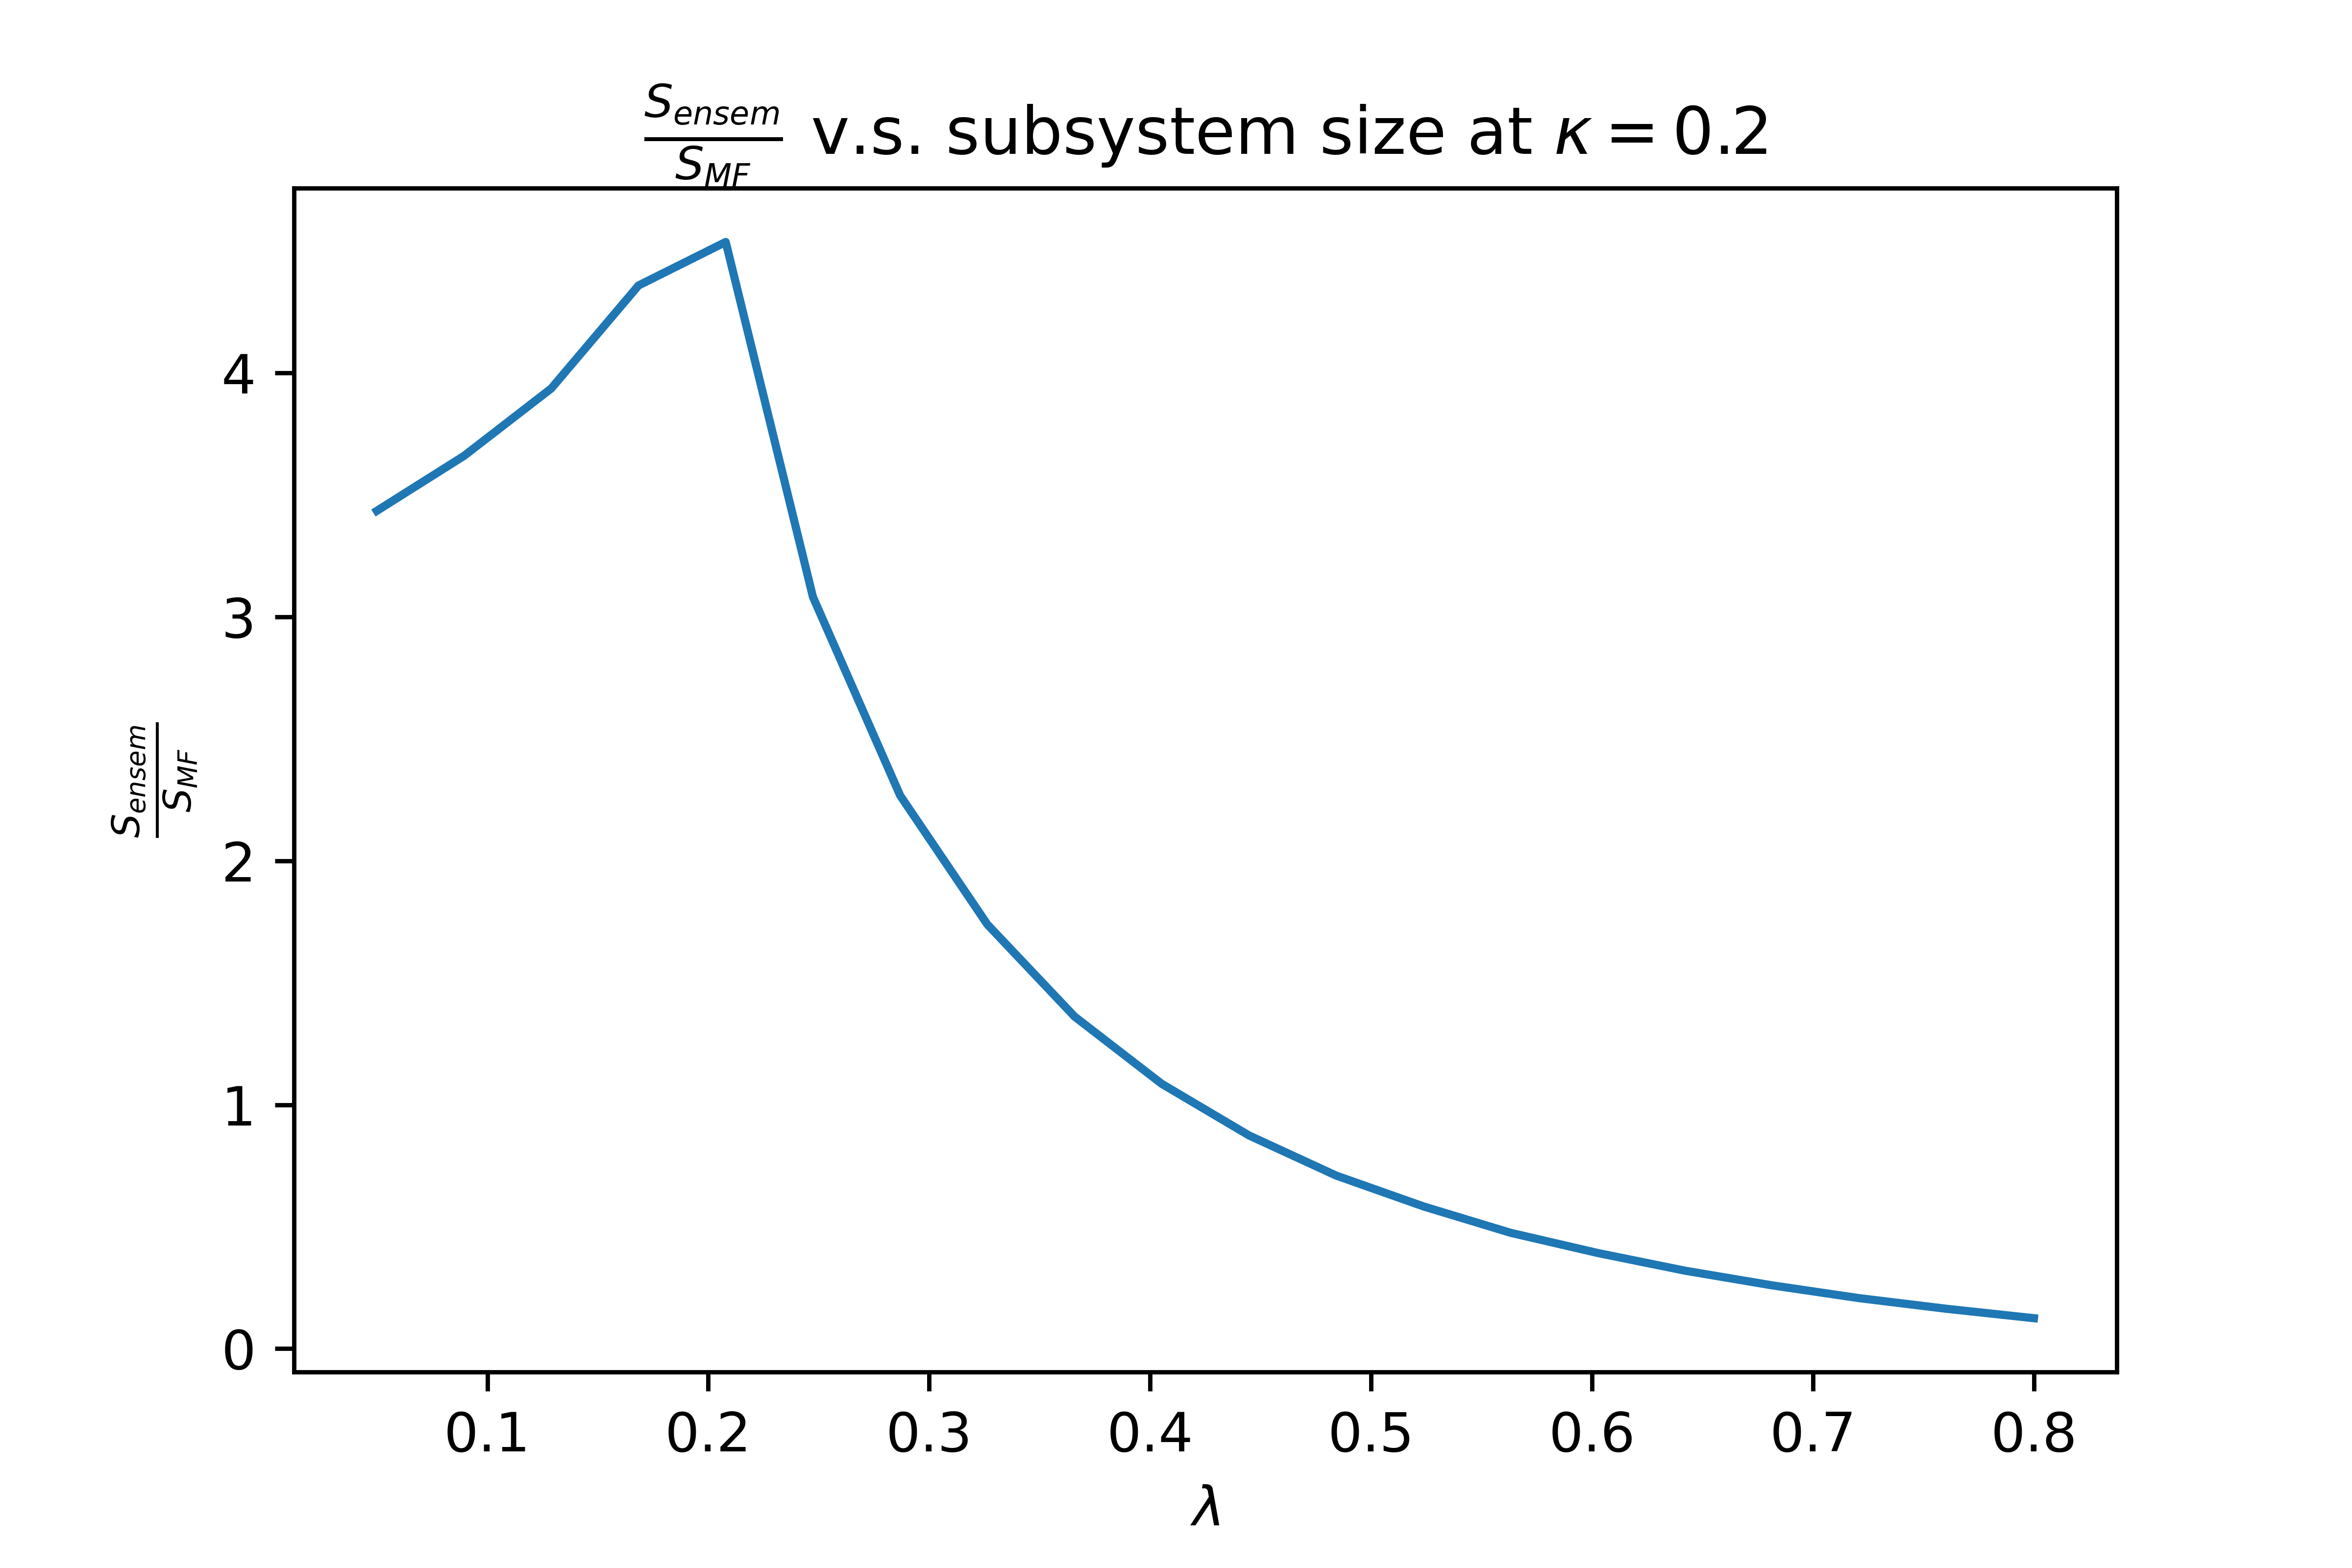 S_ensem/S_MF v.s. subsystem size at κ = 0.2
S_ensem/S_MF
4
3
2
1
0
0.1 0.2 0.3 0.4 0.5 0.6 0.7 0.8
λ